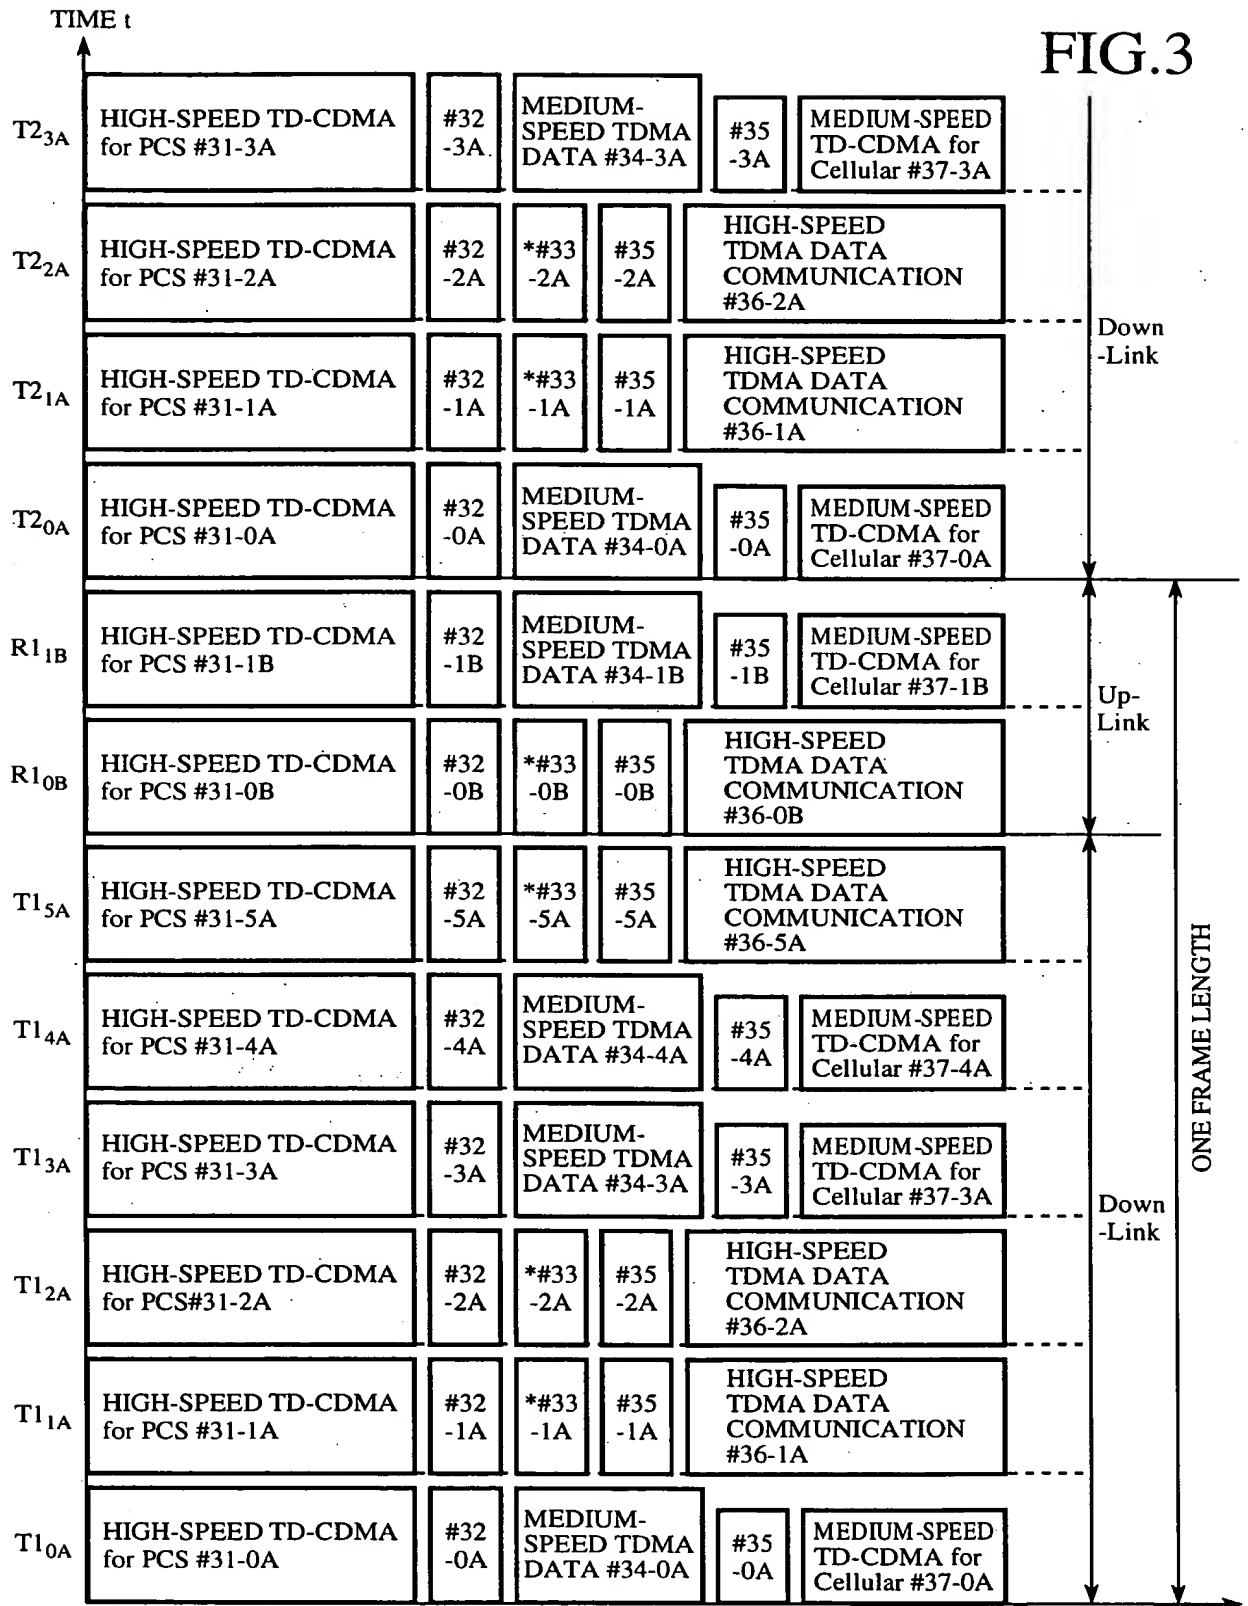 TIME t
FIG.3
T23A
HIGH-SPEED TD-CDMA
for PCS #31-3A
#32
-3A
MEDIUM-
SPEED TDMA
DATA #34-3A
#35
-3A
MEDIUM-SPEED
TD-CDMA for
Cellular #37-3A
T22A
HIGH-SPEED TD-CDMA
for PCS #31-2A
#32
-2A
*#33
-2A
#35
-2A
HIGH-SPEED
TDMA DATA
COMMUNICATION
#36-2A
Down
-Link
T21A
HIGH-SPEED TD-CDMA
for PCS #31-1A
#32
-1A
*#33
-1A
#35
-1A
HIGH-SPEED
TDMA DATA
COMMUNICATION
#36-1A
T20A
HIGH-SPEED TD-CDMA
for PCS #31-0A
#32
-0A
MEDIUM-
SPEED TDMA
DATA #34-0A
#35
-0A
MEDIUM-SPEED
TD-CDMA for
Cellular #37-0A
R11B
HIGH-SPEED TD-CDMA
for PCS #31-1B
#32
-1B
MEDIUM-
SPEED TDMA
DATA #34-1B
#35
-1B
MEDIUM-SPEED
TD-CDMA for
Cellular #37-1B
Up-
Link
R10B
HIGH-SPEED TD-CDMA
for PCS #31-0B
#32
-0B
*#33
-0B
#35
-0B
HIGH-SPEED
TDMA DATA
COMMUNICATION
#36-0B
T15A
HIGH-SPEED TD-CDMA
for PCS #31-5A
#32
-5A
*#33
-5A
#35
-5A
HIGH-SPEED
TDMA DATA
COMMUNICATION
#36-5A
T14A
HIGH-SPEED TD-CDMA
for PCS #31-4A
#32
-4A
MEDIUM-
SPEED TDMA
DATA #34-4A
#35
-4A
MEDIUM-SPEED
TD-CDMA for
Cellular #37-4A
ONE FRAME LENGTH
T13A
HIGH-SPEED TD-CDMA
for PCS #31-3A
#32
-3A
MEDIUM-
SPEED TDMA
DATA #34-3A
#35
-3A
MEDIUM-SPEED
TD-CDMA for
Cellular #37-3A
Down
-Link
T12A
HIGH-SPEED TD-CDMA
for PCS#31-2A
#32
-2A
*#33
-2A
#35
-2A
HIGH-SPEED
TDMA DATA
COMMUNICATION
#36-2A
T11A
HIGH-SPEED TD-CDMA
for PCS #31-1A
#32
-1A
*#33
-1A
#35
-1A
HIGH-SPEED
TDMA DATA
COMMUNICATION
#36-1A
T10A
HIGH-SPEED TD-CDMA
for PCS #31-0A
#32
-0A
MEDIUM-
SPEED TDMA
DATA #34-0A
#35
-0A
MEDIUM-SPEED
TD-CDMA for
Cellular #37-0A